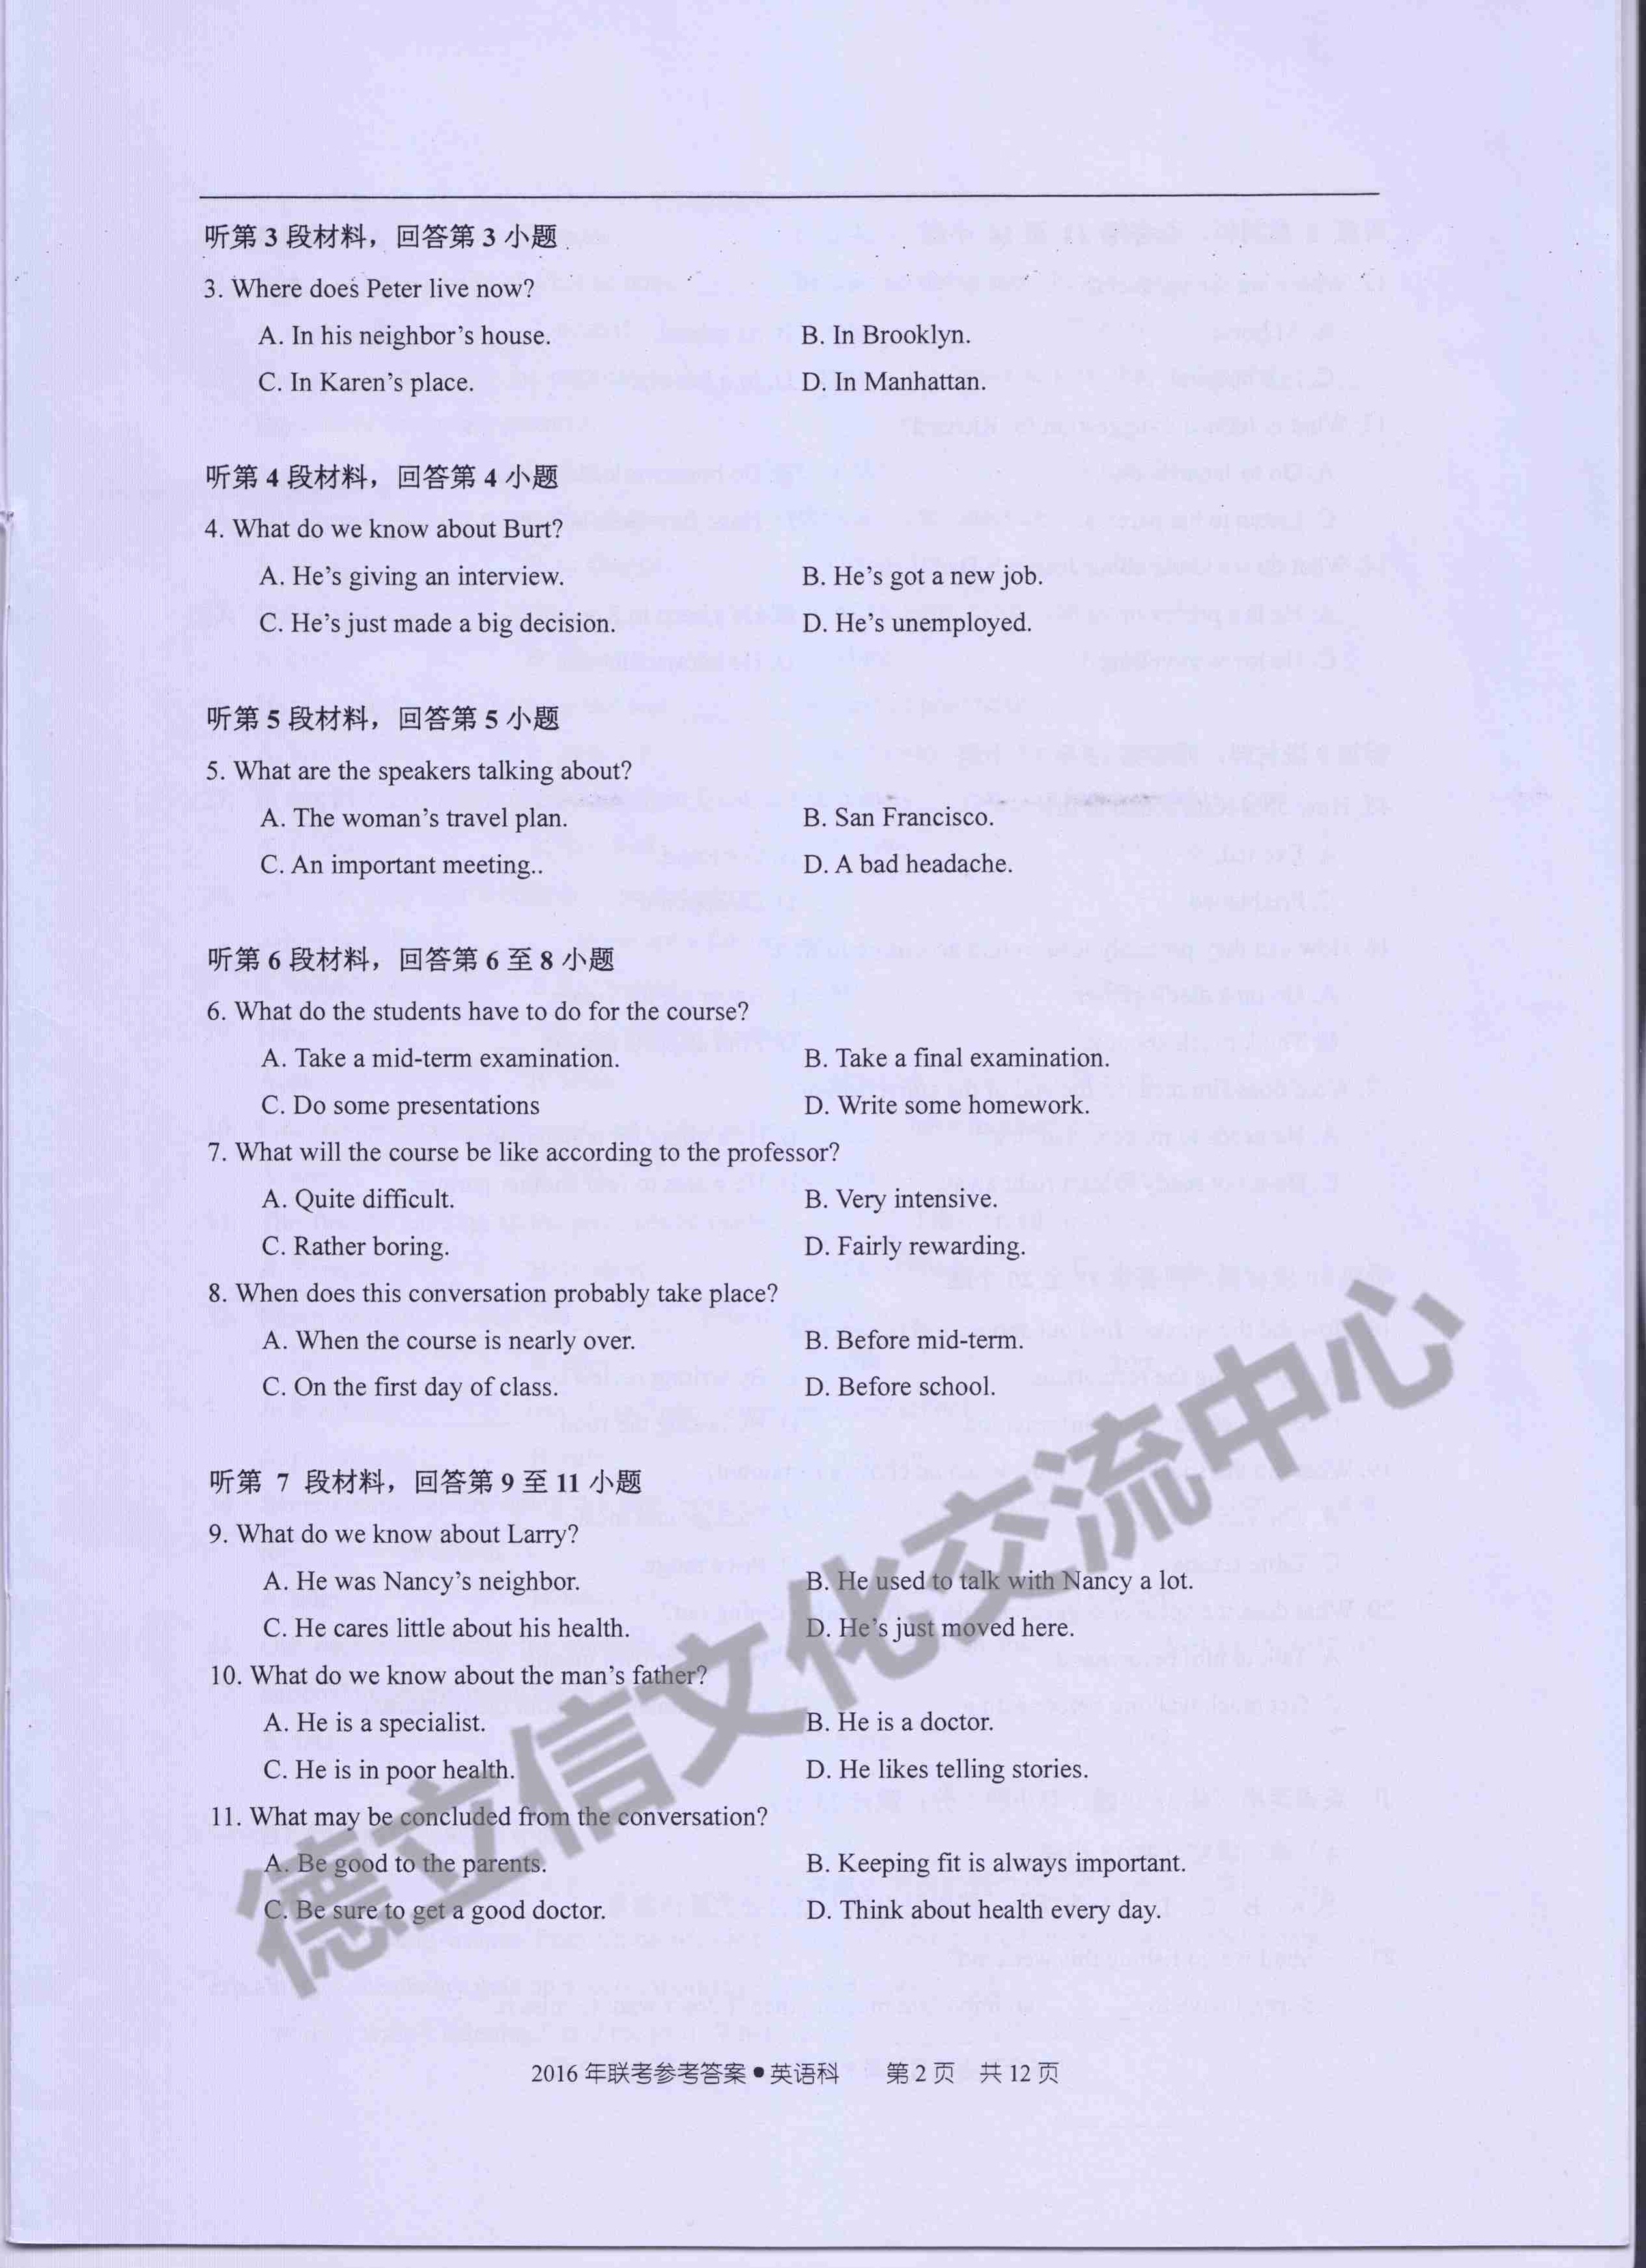 听第 3 段材料，回答第 3 小题
3. Where does Peter live now?
A. In his neighbor’s house. B. In Brooklyn.
C. In Karen’s place. D. In Manhattan.
听第 4 段材料，回答第 4 小题
4. What do we know about Burt?
A. He’s giving an interview. B. He’s got a new job.
C. He’s just made a big decision. D. He’s unemployed.
听第 5 段材料，回答第 5 小题
5. What are the speakers talking about?
A. The woman’s travel plan. B. San Francisco.
C. An important meeting.. D. A bad headache.
听第 6 段材料，回答第 6 至 8 小题
6. What do the students have to do for the course?
A. Take a mid-term examination. B. Take a final examination.
C. Do some presentations D. Write some homework.
7. What will the course be like according to the professor?
A. Quite difficult. B. Very intensive.
C. Rather boring. D. Fairly rewarding.
8. When does this conversation probably take place?
A. When the course is nearly over. B. Before mid-term.
C. On the first day of class. D. Before school.
听第 7 段材料，回答第 9 至 11 小题
9. What do we know about Larry?
A. He was Nancy’s neighbor. B. He used to talk with Nancy a lot.
C. He cares little about his health. D. He’s just moved here.
10. What do we know about the man’s father?
A. He is a specialist. B. He is a doctor.
C. He is in poor health. D. He likes telling stories.
11. What may be concluded from the conversation?
A. Be good to the parents. B. Keeping fit is always important.
C. Be sure to get a good doctor. D. Think about health every day.
德立信文化交流中心
2016 年联考参考答案●英语科 第 2 页 共 12 页